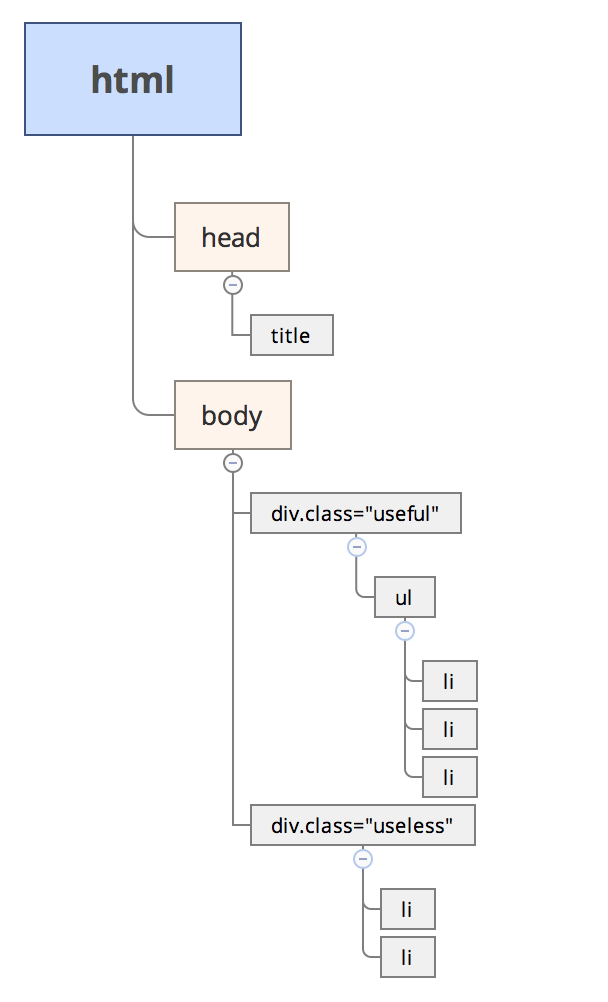 html
head
title
body
div.class="useful"
ul
li
li
li
div.class="useless"
li
li